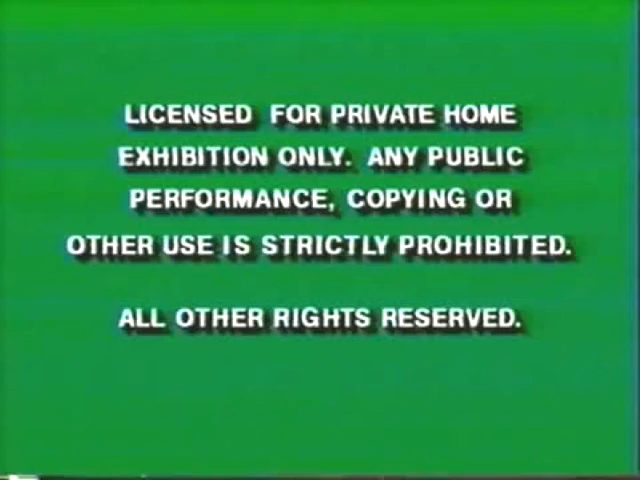 LICENSED FOR PRIVATE HOME
EXHIBITION ONLY. ANY PUBLIC
PERFORMANCE, COPYING OR
OTHER USE IS STRICTLY PROHIBITED.
ALL OTHER RIGHTS RESERVED.